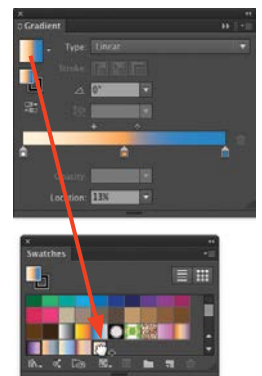 Gradient
Type: Linear
Stroke:
0°
Opacity:
Location: 13%
Swatches